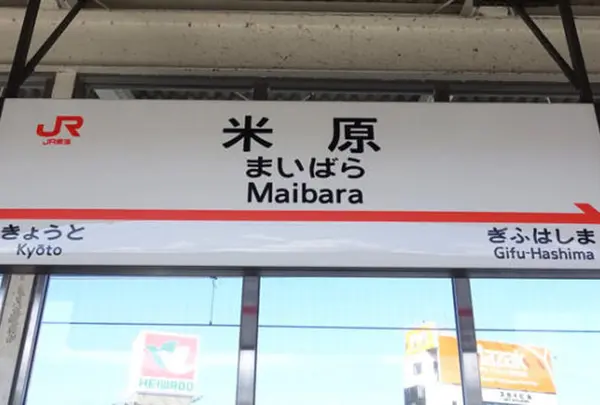 JR
JR東海
米原
まいばら
Maibara
きょうと
Kyōto
ぎふはしま
Gifu-Hashima
HEIWADO